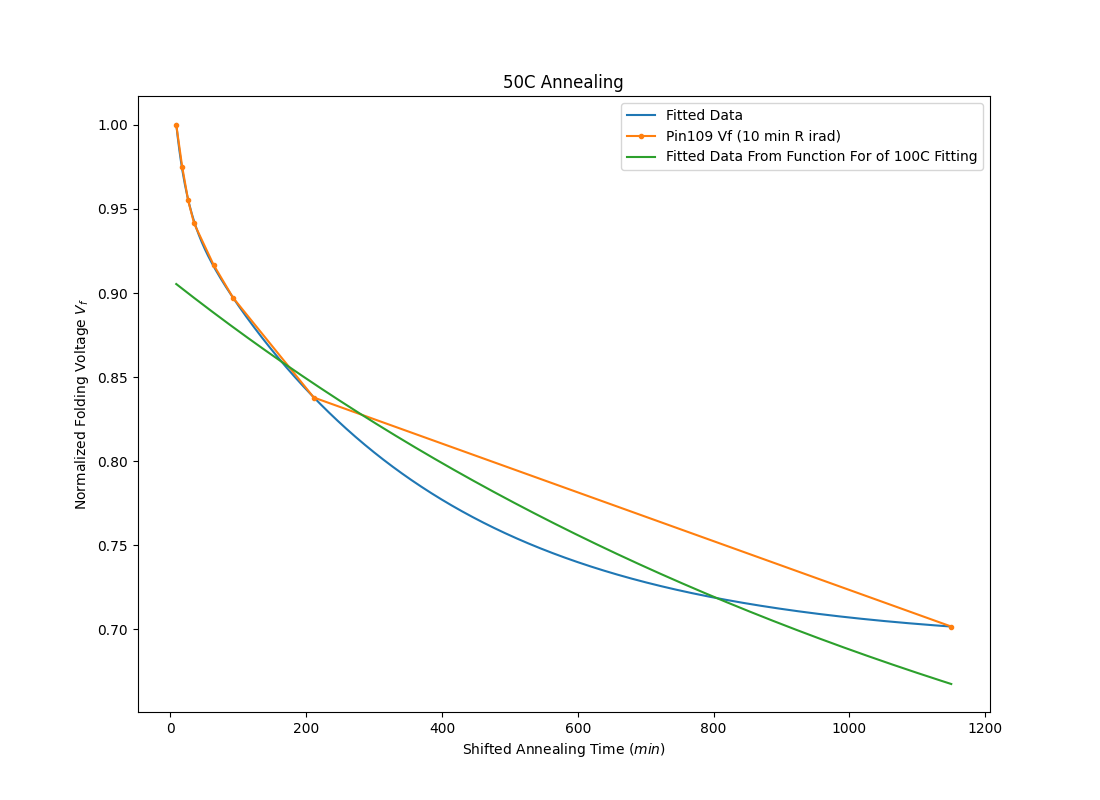 50C Annealing
Fitted Data
Pin109 Vf (10 min R irad)
Fitted Data From Function For of 100C Fitting
Normalized Folding Voltage V_f
1.00
0.95
0.90
0.85
0.80
0.75
0.70
0 200 400 600 800 1000 1200
Shifted Annealing Time (min)